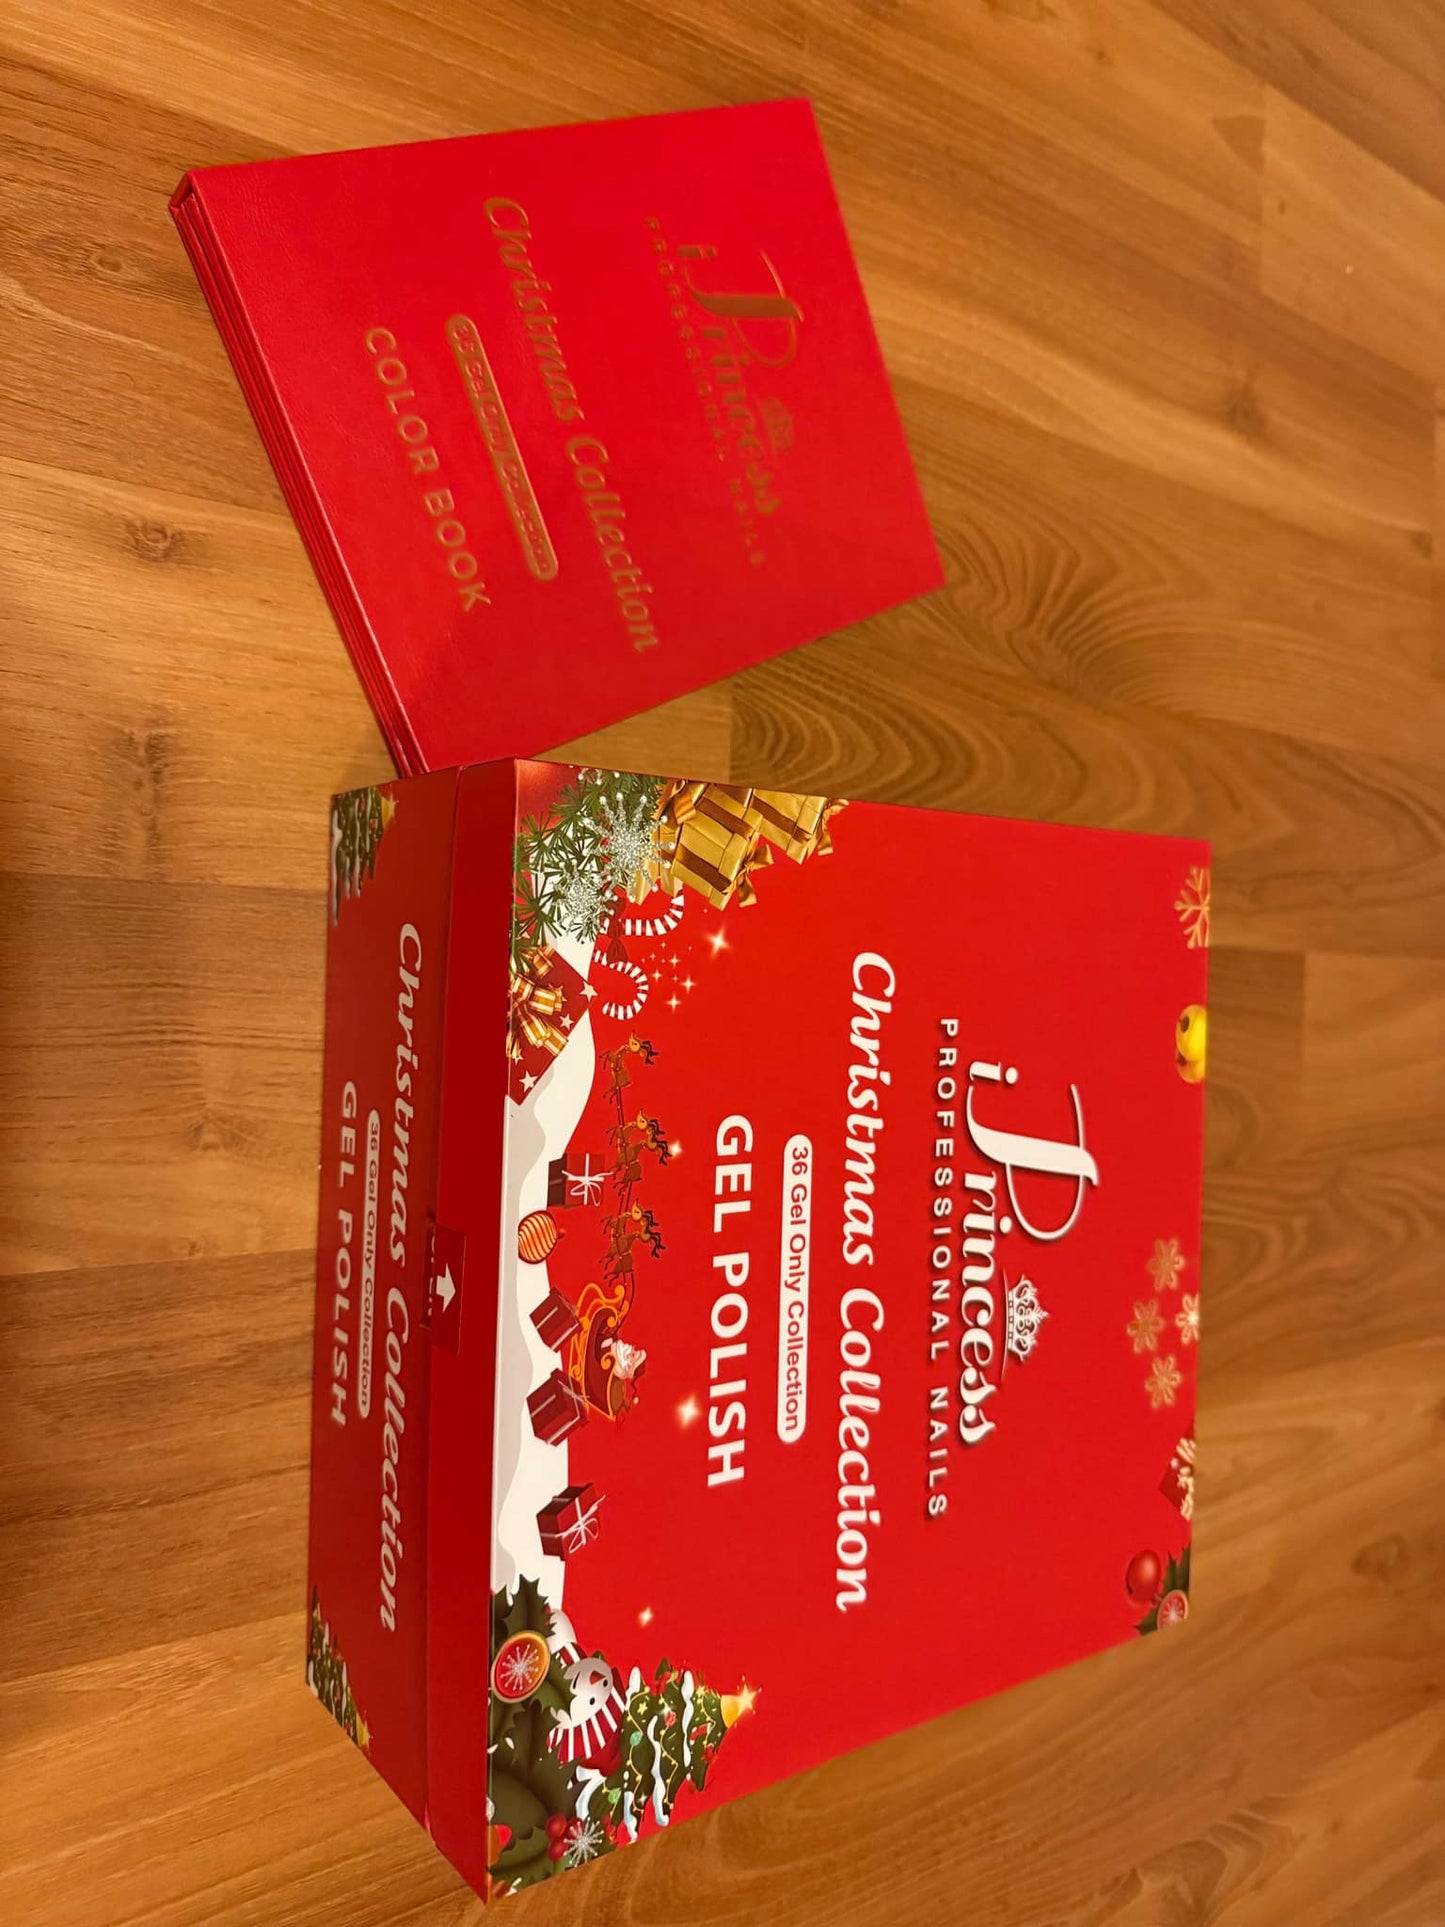 iPrincess
PROFESSIONAL NAILS
Christmas Collection
36 Gel Only Collection
COLOR BOOK
iPrincess
PROFESSIONAL NAILS
Christmas Collection
36 Gel Only Collection
GEL POLISH
Christmas Collection
36 Gel Only Collection
GEL POLISH